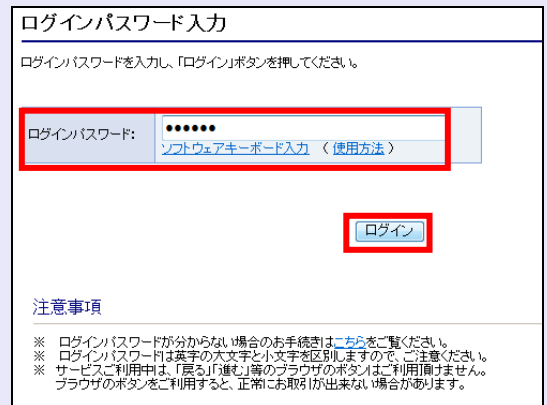 ログインパスワード入力
ログインパスワードを入力し、「ログイン」ボタンを押してください。
ログインパスワード:
••••••
ソフトウェアキーボード入力 （使用方法）
ログイン
注意事項
※ ログインパスワードが分からない場合のお手続きはこちらをご覧ください。
※ ログインパスワードは英字の大文字と小文字を区別しますので、ご注意ください。
※ サービスご利用中は、「戻る」「進む」等のブラウザのボタンはご利用頂けません。
ブラウザのボタンをご利用すると、正常にお取引が出来ない場合があります。